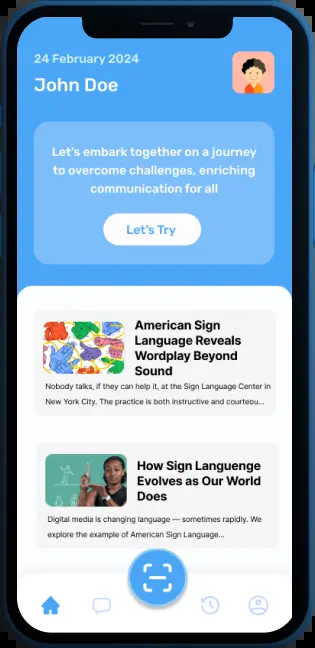 24 February 2024
John Doe
Let's embark together on a journey
to overcome challenges, enriching
communication for all
Let's Try
American Sign
Language Reveals
Wordplay Beyond
Sound
Nobody talks, if they can help it, at the Sign Language Center in
New York City. The practice is both instructive and courteou...
How Sign Languenge
Evolves as Our World
Does
Digital media is changing language — sometimes rapidly. We
explore the example of American Sign Language...